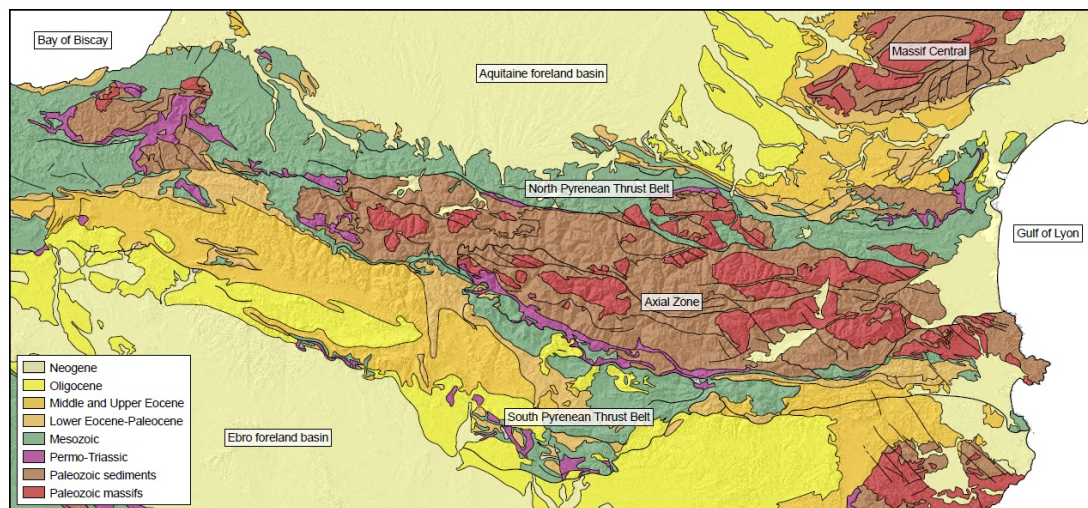 Bay of Biscay
Massif Central
Aquitaine foreland basin
North Pyrenean Thrust Belt
Gulf of Lyon
Axial Zone
South Pyrenean Thrust Belt
Ebro foreland basin
Neogene
Oligocene
Middle and Upper Eocene
Lower Eocene-Paleocene
Mesozoic
Permo-Triassic
Paleozoic sediments
Paleozoic massifs